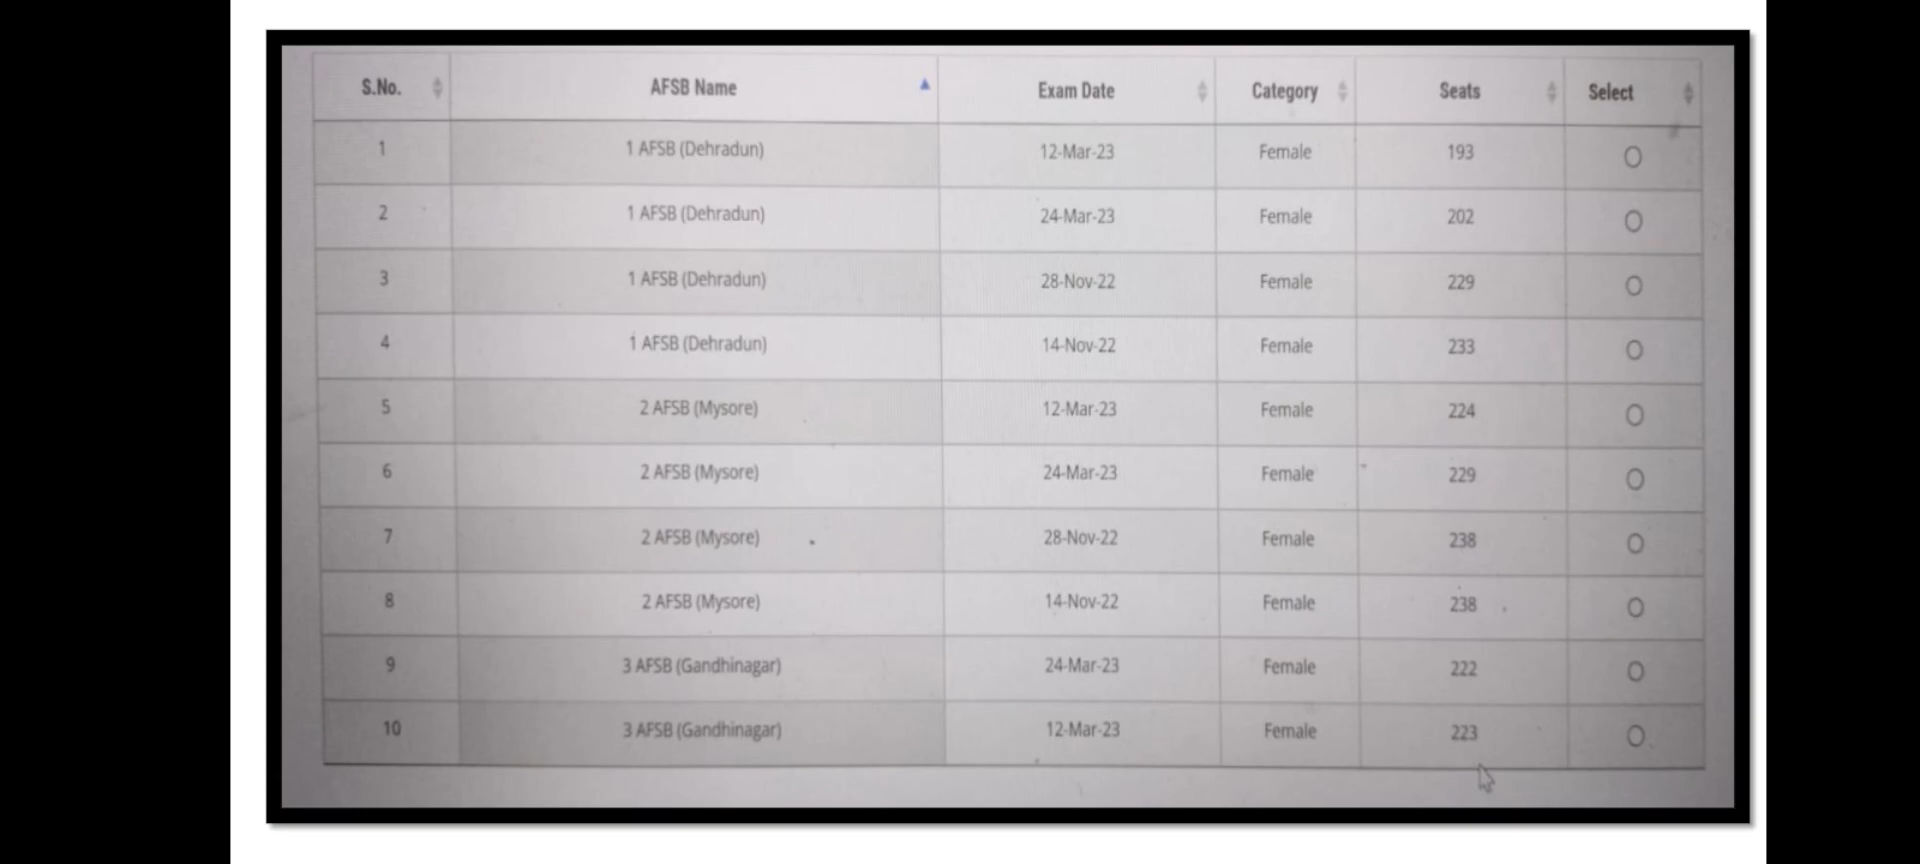 S.No. AFSB Name Exam Date Category Seats Select
1 1 AFSB (Dehradun) 12-Mar-23 Female 193
2 1 AFSB (Dehradun) 24-Mar-23 Female 202
3 1 AFSB (Dehradun) 28-Nov-22 Female 229
4 1 AFSB (Dehradun) 14-Nov-22 Female 233
5 2 AFSB (Mysore) 12-Mar-23 Female 224
6 2 AFSB (Mysore) 24-Mar-23 Female 229
7 2 AFSB (Mysore) 28-Nov-22 Female 238
8 2 AFSB (Mysore) 14-Nov-22 Female 238
9 3 AFSB (Gandhinagar) 24-Mar-23 Female 222
10 3 AFSB (Gandhinagar) 12-Mar-23 Female 223